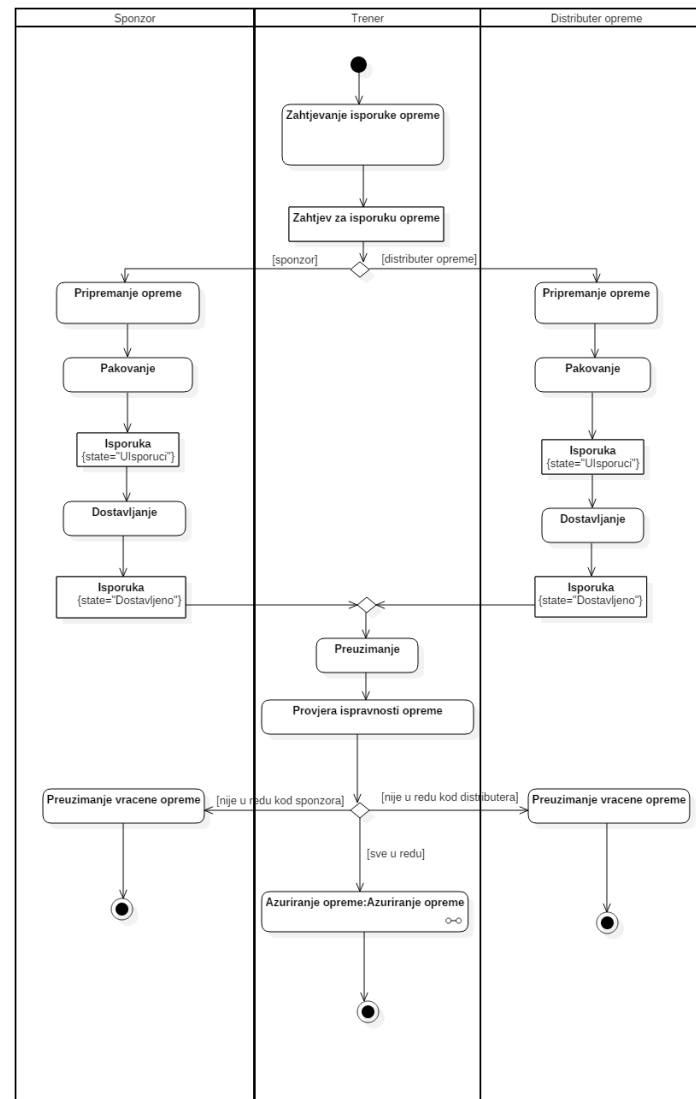 Sponzor
Trener
Distributer opreme
Zahtjevanje isporuke opreme
Zahtjev za isporuku opreme
[sponzor]
[distributer opreme]
Pripremanje opreme
Pripremanje opreme
Pakovanje
Pakovanje
Isporuka
{state="UIsporuci"}
Isporuka
{state="UIsporuci"}
Dostavljanje
Dostavljanje
Isporuka
{state="Dostavljeno"}
Isporuka
{state="Dostavljeno"}
Preuzimanje
Provjera ispravnosti opreme
Preuzimanje vracene opreme
[nije u redu kod sponzora]
[nije u redu kod distributera]
Preuzimanje vracene opreme
[sve u redu]
Azuriranje opreme:Azuriranje opreme